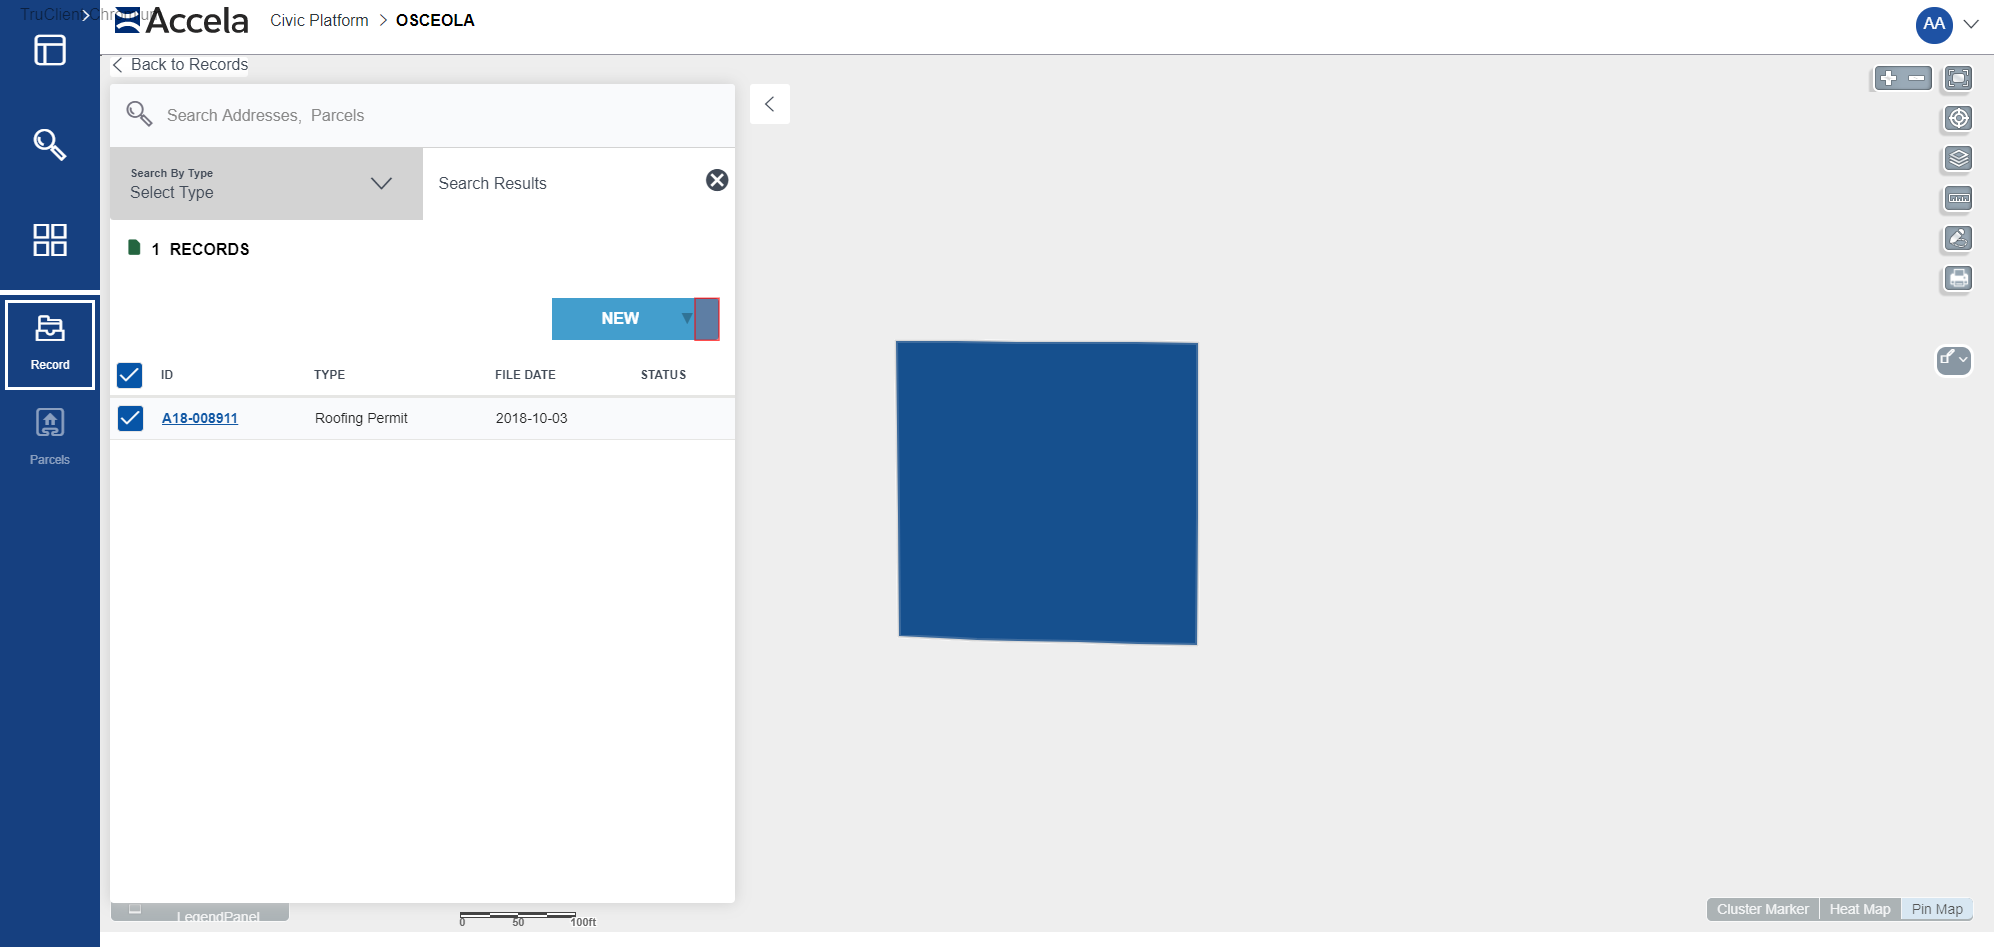 TruClient Chromium
Accela
Civic Platform > OSCEOLA
AA
Back to Records
Search Addresses, Parcels
Search By Type
Select Type
Search Results
1 RECORDS
NEW
ID TYPE FILE DATE STATUS
A18-008911 Roofing Permit 2018-10-03
Record
Parcels
LegendPanel
0 50 100ft
Cluster Marker Heat Map Pin Map